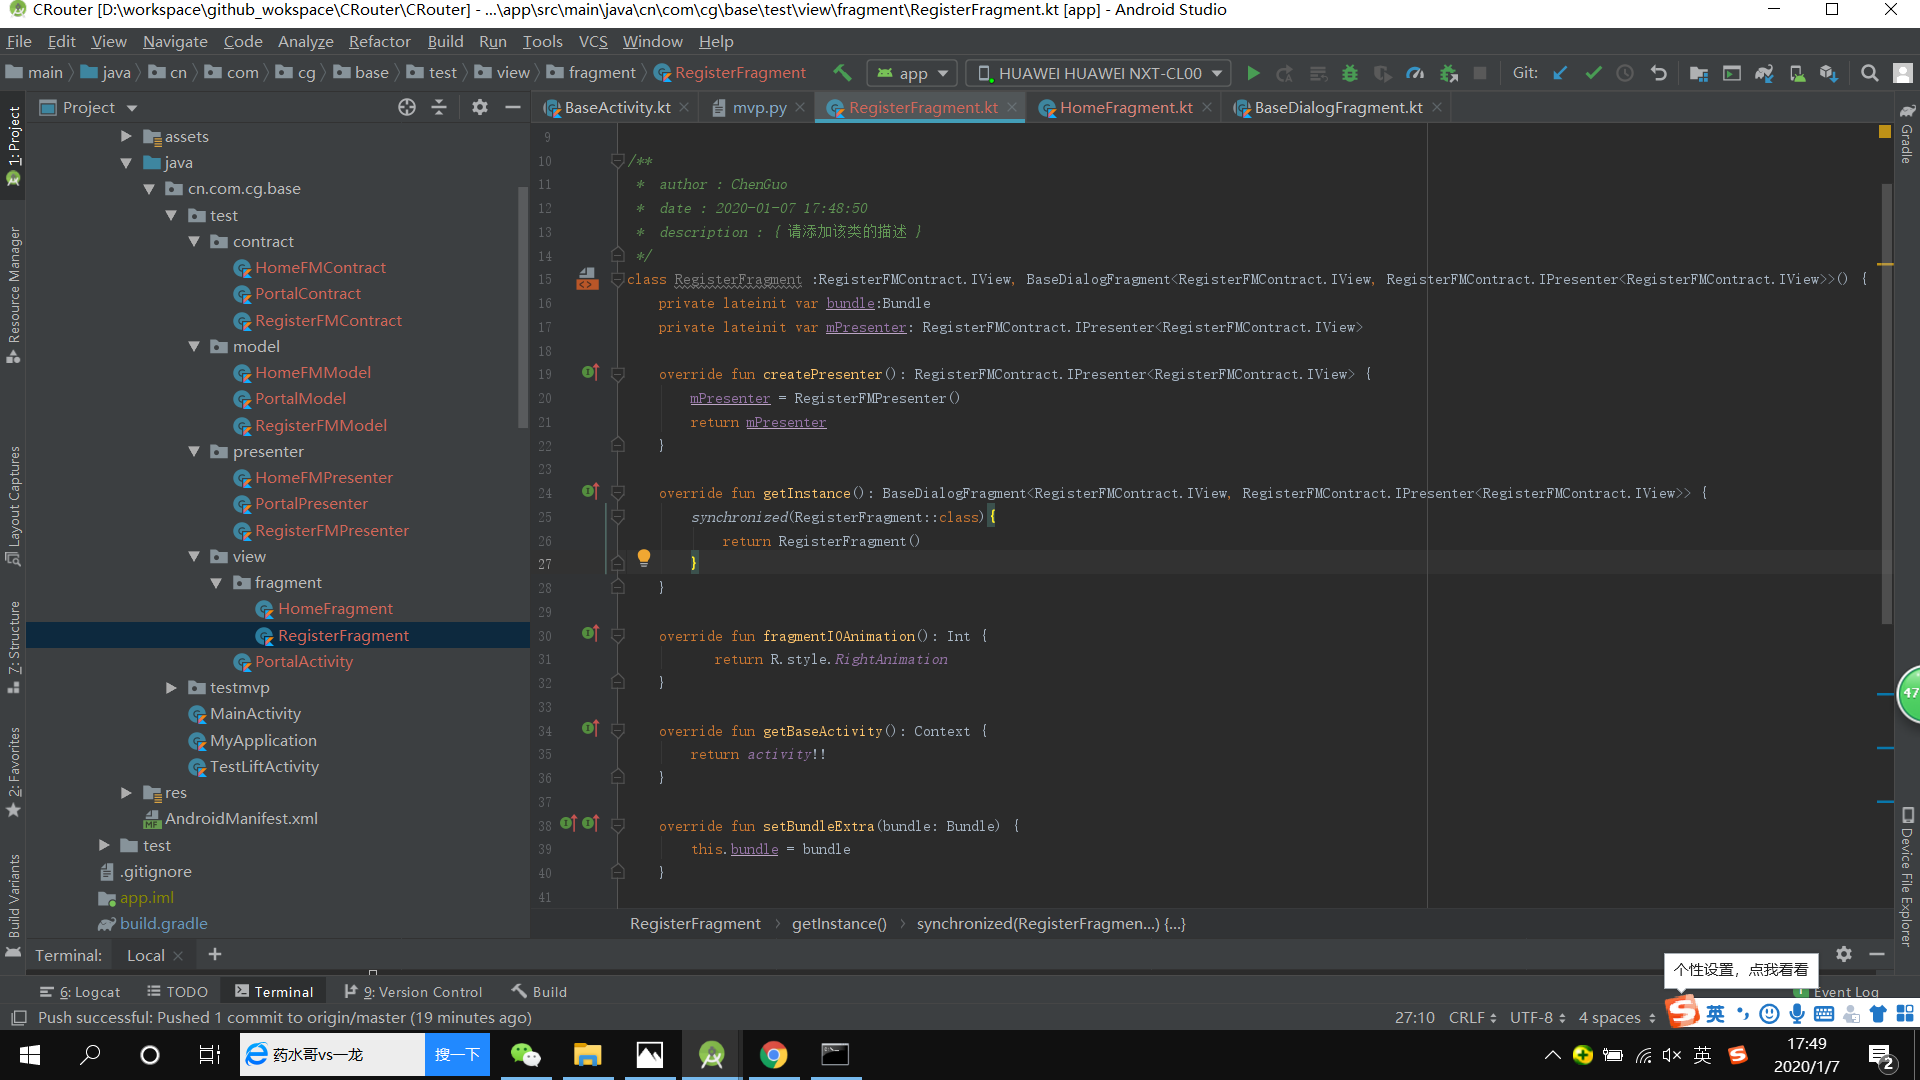 CRouter [D:\workspace\github_wokspace\CRouter\CRouter] - ...\app\src\main\java\cn\com\cg\base\test\view\fragment\RegisterFragment.kt [app] - Android Studio
File Edit View Navigate Code Analyze Refactor Build Run Tools VCS Window Help
main java cn com cg base test view fragment RegisterFragment app HUAWEI HUAWEI NXT-CL00 Git:
Project
BaseActivity.kt mvp.py RegisterFragment.kt HomeFragment.kt BaseDialogFragment.kt
1: Project
Resource Manager
Layout Captures
7: Structure
2: Favorites
Build Variants
assets
java
cn.com.cg.base
test
contract
HomeFMContract
PortalContract
RegisterFMContract
model
HomeFMModel
PortalModel
RegisterFMModel
presenter
HomeFMPresenter
PortalPresenter
RegisterFMPresenter
view
fragment
HomeFragment
RegisterFragment
PortalActivity
testmvp
MainActivity
MyApplication
TestLiftActivity
res
AndroidManifest.xml
test
.gitignore
app.iml
build.gradle
9
10 /**
11 * author : ChenGuo
12 * date : 2020-01-07 17:48:50
13 * description : { 请添加该类的描述 }
14 */
15 class RegisterFragment :RegisterFMContract.IView, BaseDialogFragment<RegisterFMContract.IView, RegisterFMContract.IPresenter<RegisterFMContract.IView>>() {
16 private lateinit var bundle:Bundle
17 private lateinit var mPresenter: RegisterFMContract.IPresenter<RegisterFMContract.IView>
18
19 override fun createPresenter(): RegisterFMContract.IPresenter<RegisterFMContract.IView> {
20 mPresenter = RegisterFMPresenter()
21 return mPresenter
22 }
23
24 override fun getInstance(): BaseDialogFragment<RegisterFMContract.IView, RegisterFMContract.IPresenter<RegisterFMContract.IView>> {
25 synchronized(RegisterFragment::class){
26 return RegisterFragment()
27 }
28 }
29
30 override fun fragmentIOAnimation(): Int {
31 return R.style.RightAnimation
32 }
33
34 override fun getBaseActivity(): Context {
35 return activity!!
36 }
37
38 override fun setBundleExtra(bundle: Bundle) {
39 this.bundle = bundle
40 }
41
RegisterFragment getInstance() synchronized(RegisterFragmen...) {...}
Gradle
47
Device File Explorer
Terminal: Local
个性设置，点我看看
6: Logcat TODO Terminal 9: Version Control Build Event Log
Push successful: Pushed 1 commit to origin/master (19 minutes ago) 27:10 CRLF UTF-8 4 spaces 英
药水哥vs一龙 搜一下 英 17:49
2020/1/7 2